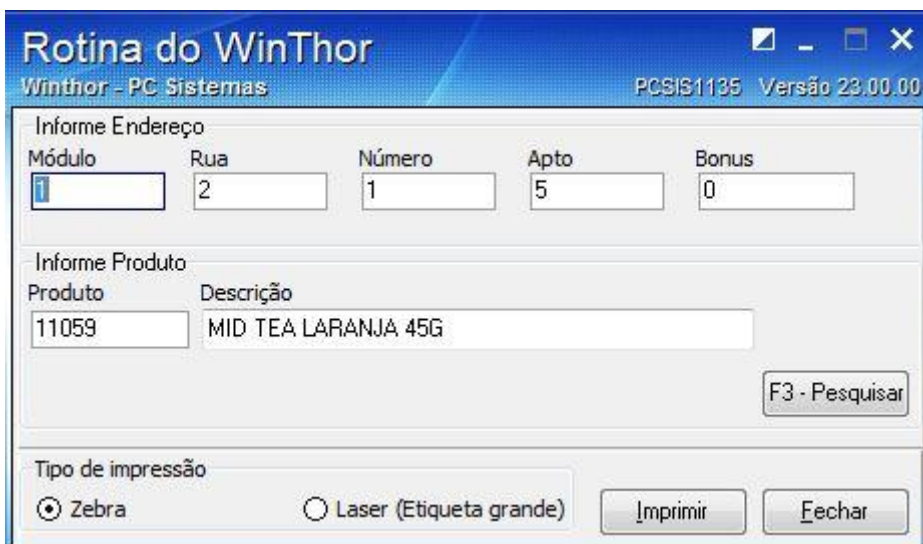 Rotina do WinThor
Winthor - PC Sistemas PCSIS1135 Versão 23.00.00
Informe Endereço
Módulo Rua Número Apto Bonus
1 2 1 5 0
Informe Produto
Produto Descrição
11059 MID TEA LARANJA 45G
F3 - Pesquisar
Tipo de impressão
Zebra Laser (Etiqueta grande) Imprimir Fechar